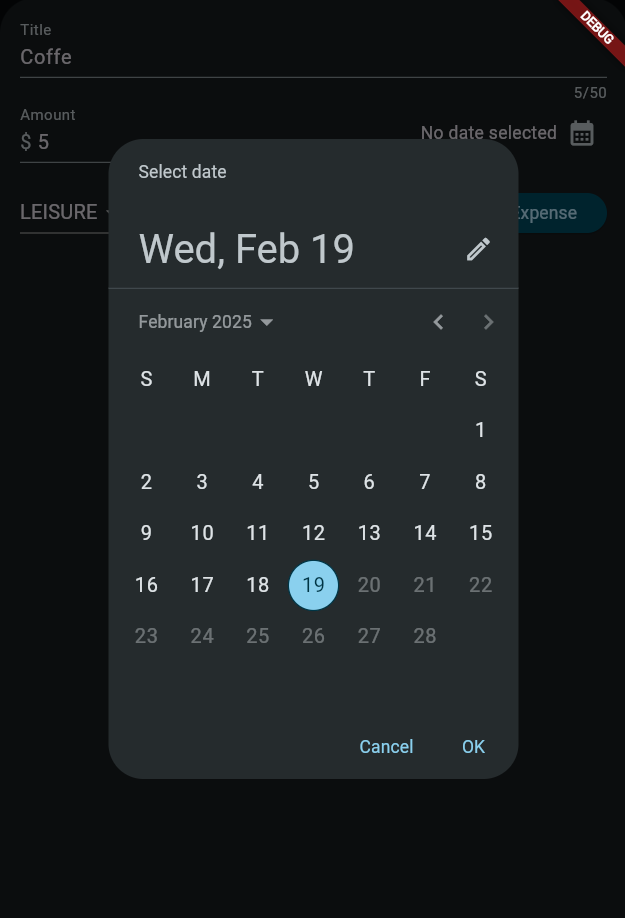 DEBUG
Title
Coffe
5/50
Amount
$ 5
No date selected
LEISURE
Expense
Select date
Wed, Feb 19
February 2025
S M T W T F S
1
2 3 4 5 6 7 8
9 10 11 12 13 14 15
16 17 18 19 20 21 22
23 24 25 26 27 28
Cancel OK